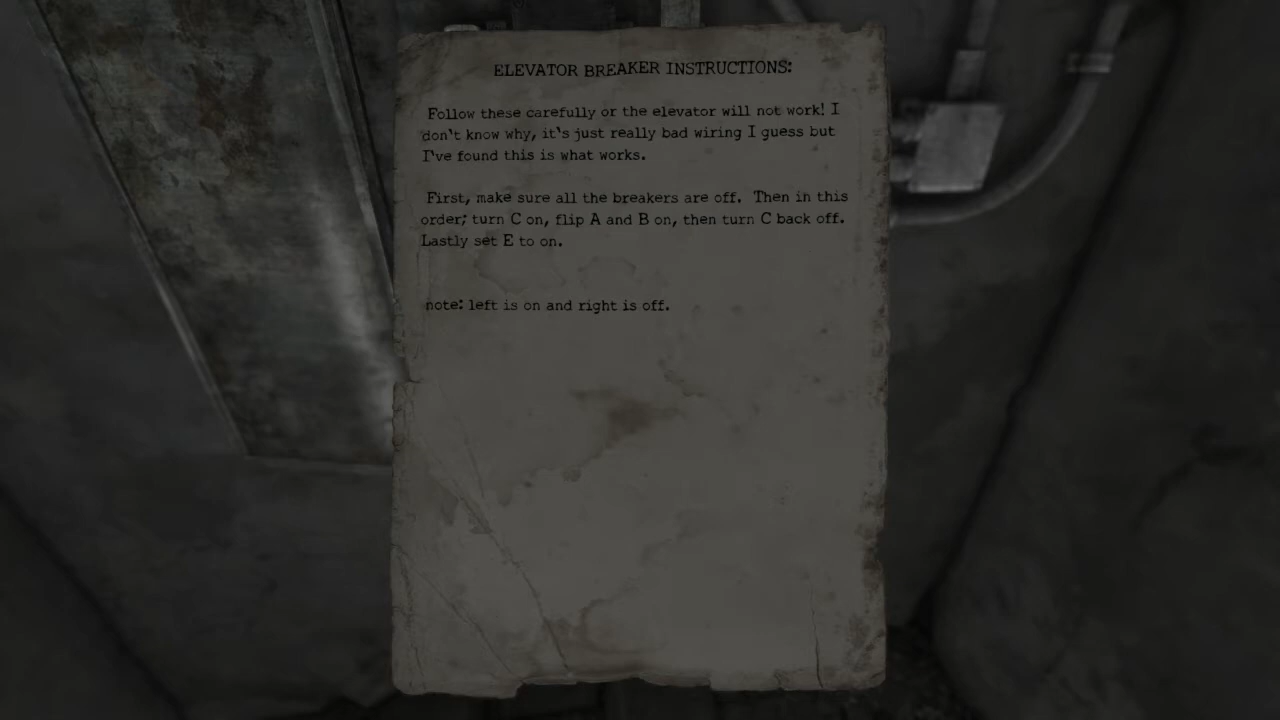 ELEVATOR BREAKER INSTRUCTIONS:
Follow these carefully or the elevator will not work! I
don't know why, it's just really bad wiring I guess but
I've found this is what works.
First, make sure all the breakers are off. Then in this
order; turn C on, flip A and B on, then turn C back off.
Lastly set E to on.
note: left is on and right is off.